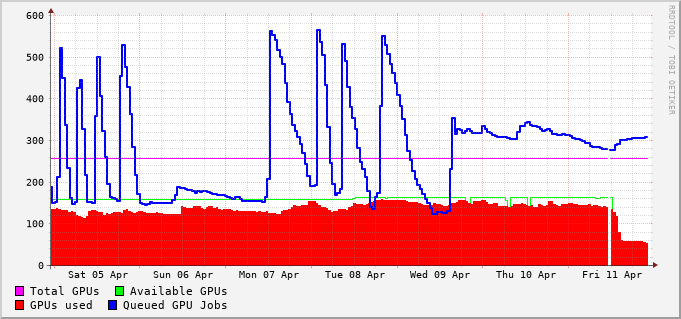 600
500
400
300
200
100
0
Sat 05 Apr Sun 06 Apr Mon 07 Apr Tue 08 Apr Wed 09 Apr Thu 10 Apr Fri 11 Apr
Total GPUs Available GPUs
GPUs used Queued GPU Jobs
RRDTOOL / TOBI OETIKER